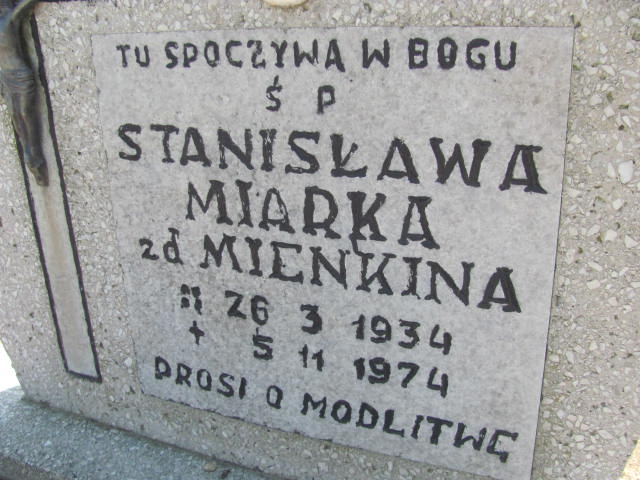 TU SPOCZYWA W BOGU
Ś P
STANISŁAWA
MIARKA
zd MIENKINA
* 26 3 1934
+ 5 11 1974
PROSI O MODLITWĘ